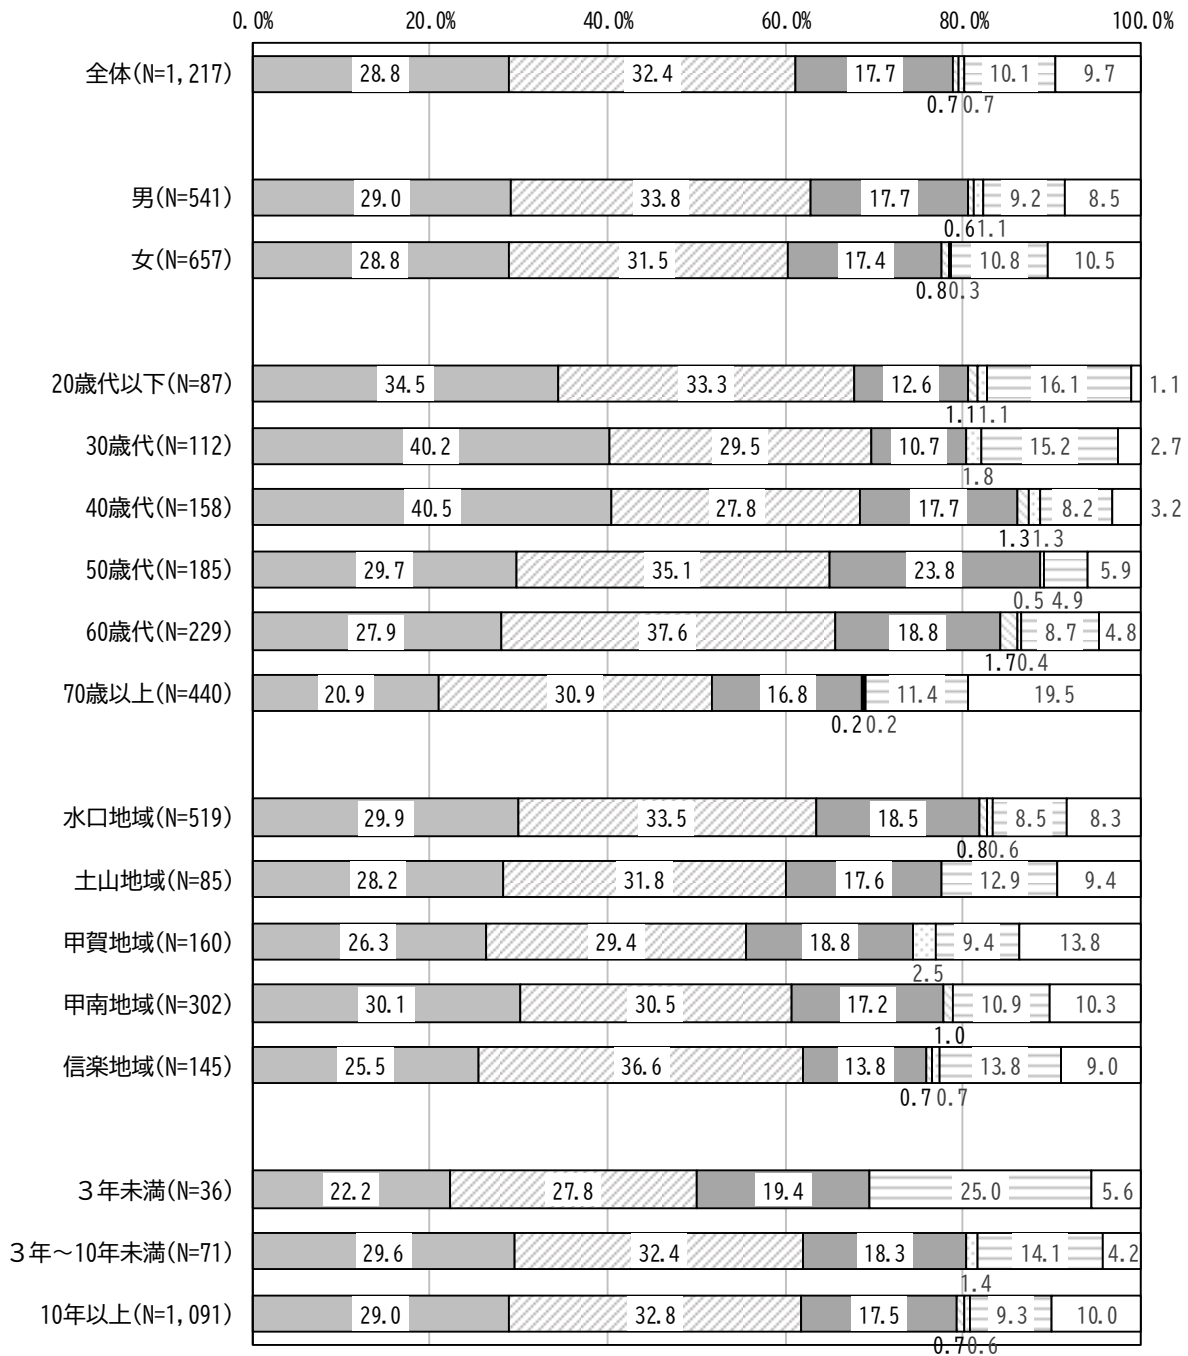 0.0% 20.0% 40.0% 60.0% 80.0% 100.0%
全体(N=1,217) 28.8 32.4 17.7 10.1 9.7
0.7 0.7
男(N=541) 29.0 33.8 17.7 9.2 8.5
0.6 1.1
女(N=657) 28.8 31.5 17.4 10.8 10.5
0.8 0.3
20歳代以下(N=87) 34.5 33.3 12.6 16.1 1.1
1.1 1.1
30歳代(N=112) 40.2 29.5 10.7 15.2 2.7
1.8
40歳代(N=158) 40.5 27.8 17.7 8.2 3.2
1.3 1.3
50歳代(N=185) 29.7 35.1 23.8 5.9
0.5 4.9
60歳代(N=229) 27.9 37.6 18.8 8.7 4.8
1.7 0.4
70歳以上(N=440) 20.9 30.9 16.8 11.4 19.5
0.2 0.2
水口地域(N=519) 29.9 33.5 18.5 8.5 8.3
0.8 0.6
土山地域(N=85) 28.2 31.8 17.6 12.9 9.4
甲賀地域(N=160) 26.3 29.4 18.8 9.4 13.8
2.5
甲南地域(N=302) 30.1 30.5 17.2 10.9 10.3
1.0
信楽地域(N=145) 25.5 36.6 13.8 13.8 9.0
0.7 0.7
３年未満(N=36) 22.2 27.8 19.4 25.0 5.6
３年～10年未満(N=71) 29.6 32.4 18.3 14.1 4.2
1.4
10年以上(N=1,091) 29.0 32.8 17.5 9.3 10.0
0.7 0.6